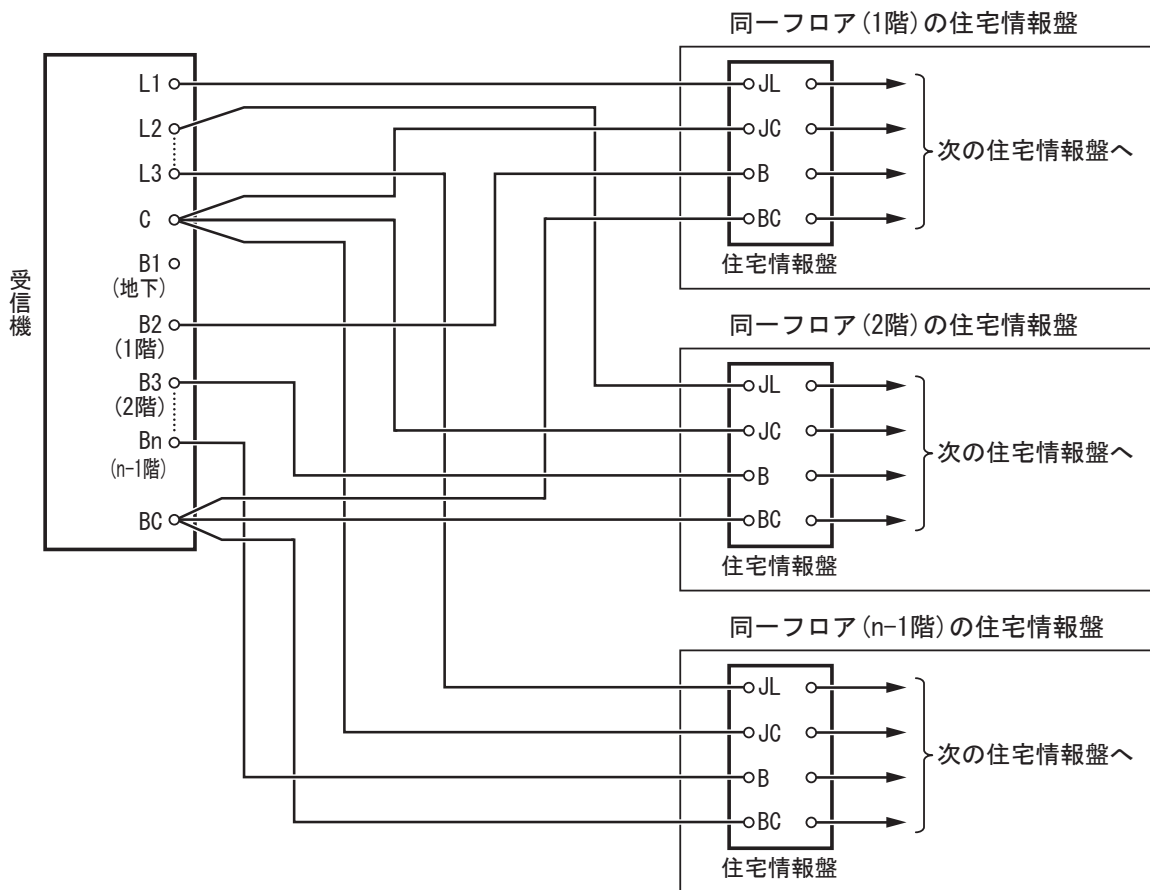 受信機
L1
L2
L3
C
B1
(地下)
B2
(1階)
B3
(2階)
Bn
(n-1階)
BC
同一フロア(1階)の住宅情報盤
JL
JC
B
BC
次の住宅情報盤へ
住宅情報盤
同一フロア(2階)の住宅情報盤
JL
JC
B
BC
次の住宅情報盤へ
住宅情報盤
同一フロア(n-1階)の住宅情報盤
JL
JC
B
BC
次の住宅情報盤へ
住宅情報盤